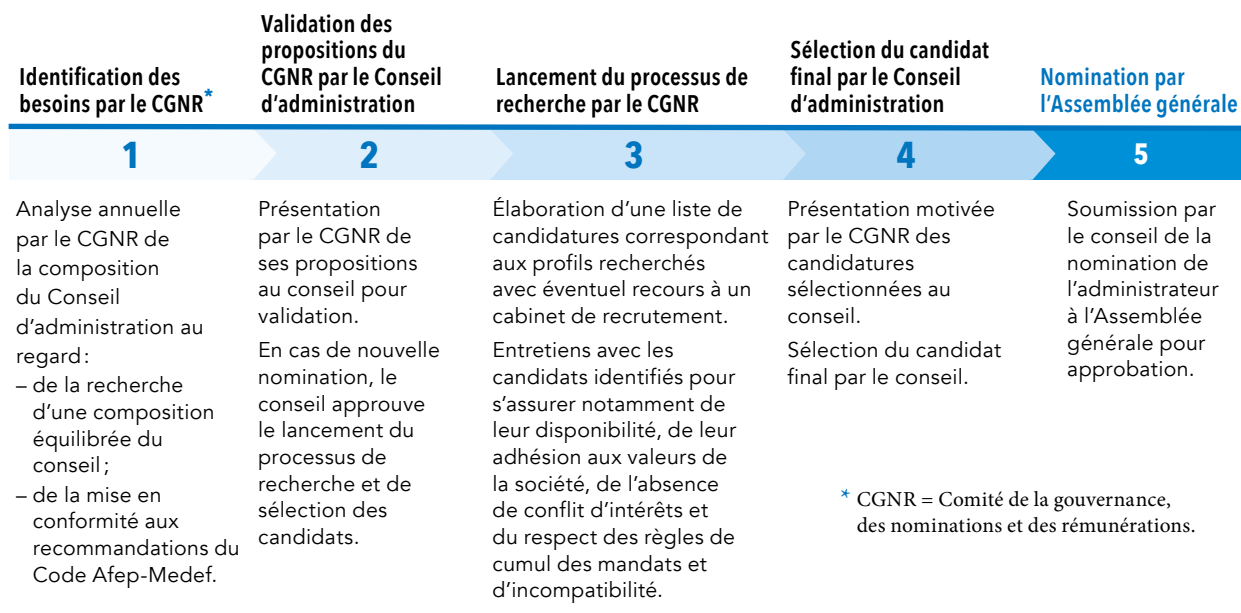 Identification des
besoins par le CGNR*
Validation des
propositions du
CGNR par le Conseil
d'administration
Lancement du processus de
recherche par le CGNR
Sélection du candidat
final par le Conseil
d'administration
Nomination par
l'Assemblée générale
1
2
3
4
5
Analyse annuelle
par le CGNR de
la composition
du Conseil
d'administration au
regard :
– de la recherche
d'une composition
équilibrée du
conseil ;
– de la mise en
conformité aux
recommandations du
Code Afep-Medef.
Présentation
par le CGNR de
ses propositions
au conseil pour
validation.
En cas de nouvelle
nomination, le
conseil approuve
le lancement du
processus de
recherche et de
sélection des
candidats.
Élaboration d'une liste de
candidatures correspondant
aux profils recherchés
avec éventuel recours à un
cabinet de recrutement.
Entretiens avec les
candidats identifiés pour
s'assurer notamment de
leur disponibilité, de leur
adhésion aux valeurs de
la société, de l'absence
de conflit d'intérêts et
du respect des règles de
cumul des mandats et
d'incompatibilité.
Présentation motivée
par le CGNR des
candidatures
sélectionnées au
conseil.
Sélection du candidat
final par le conseil.
Soumission par
le conseil de la
nomination de
l'administrateur
à l'Assemblée
générale pour
approbation.
* CGNR = Comité de la gouvernance,
des nominations et des rémunérations.